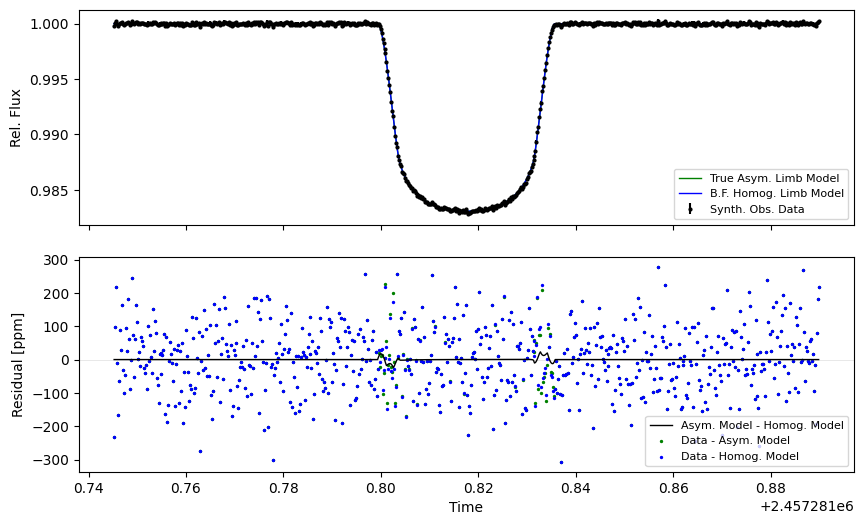 1.000
0.995
0.990
0.985
Rel. Flux
True Asym. Limb Model
B.F. Homog. Limb Model
Synth. Obs. Data
300
200
100
0
−100
−200
−300
Residual [ppm]
Asym. Model - Homog. Model
Data - Asym. Model
Data - Homog. Model
0.74 0.76 0.78 0.80 0.82 0.84 0.86 0.88
Time
+2.457281e6